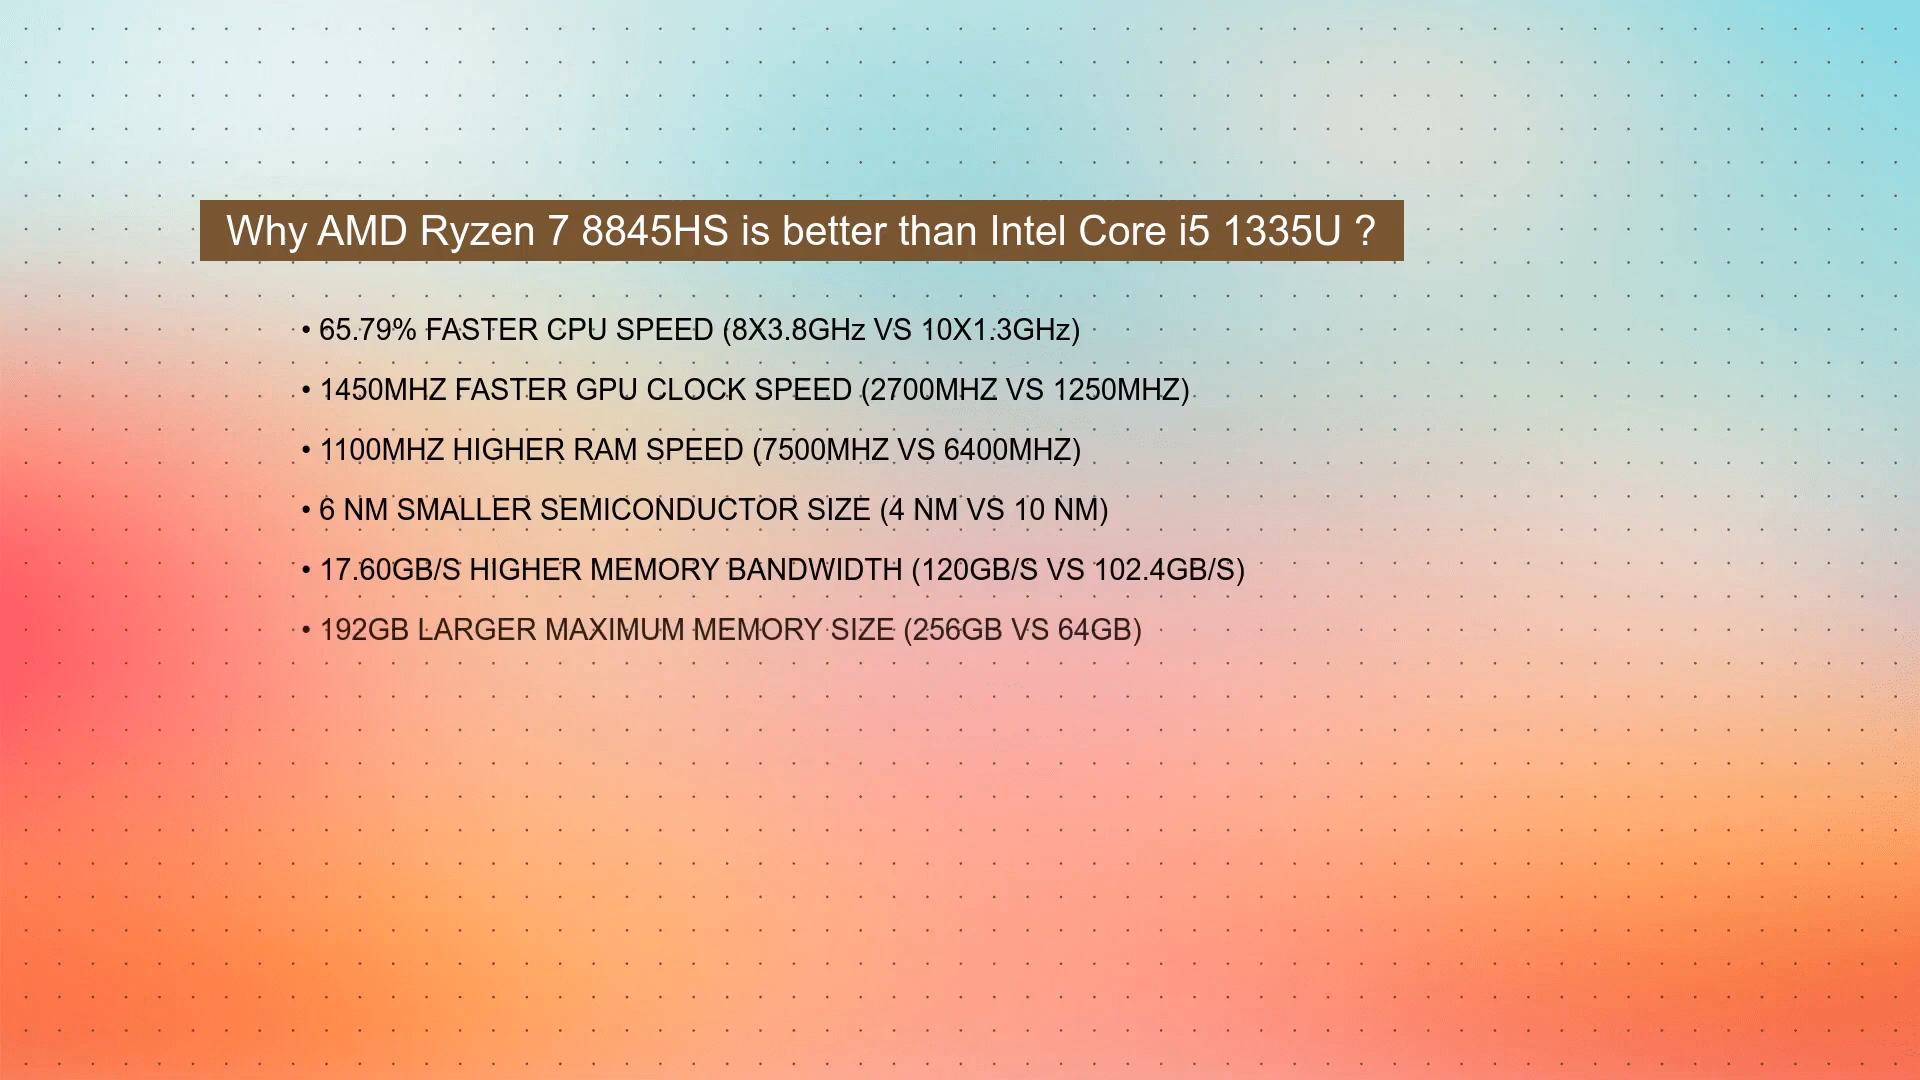 Why AMD Ryzen 7 8845HS is better than Intel Core i5 1335U ?
• 65.79% FASTER CPU SPEED (8X3.8GHz VS 10X1.3GHz)
• 1450MHZ FASTER GPU CLOCK SPEED (2700MHZ VS 1250MHZ)
• 1100MHZ HIGHER RAM SPEED (7500MHZ VS 6400MHZ)
• 6 NM SMALLER SEMICONDUCTOR SIZE (4 NM VS 10 NM)
• 17.60GB/S HIGHER MEMORY BANDWIDTH (120GB/S VS 102.4GB/S)
• 192GB LARGER MAXIMUM MEMORY SIZE (256GB VS 64GB)